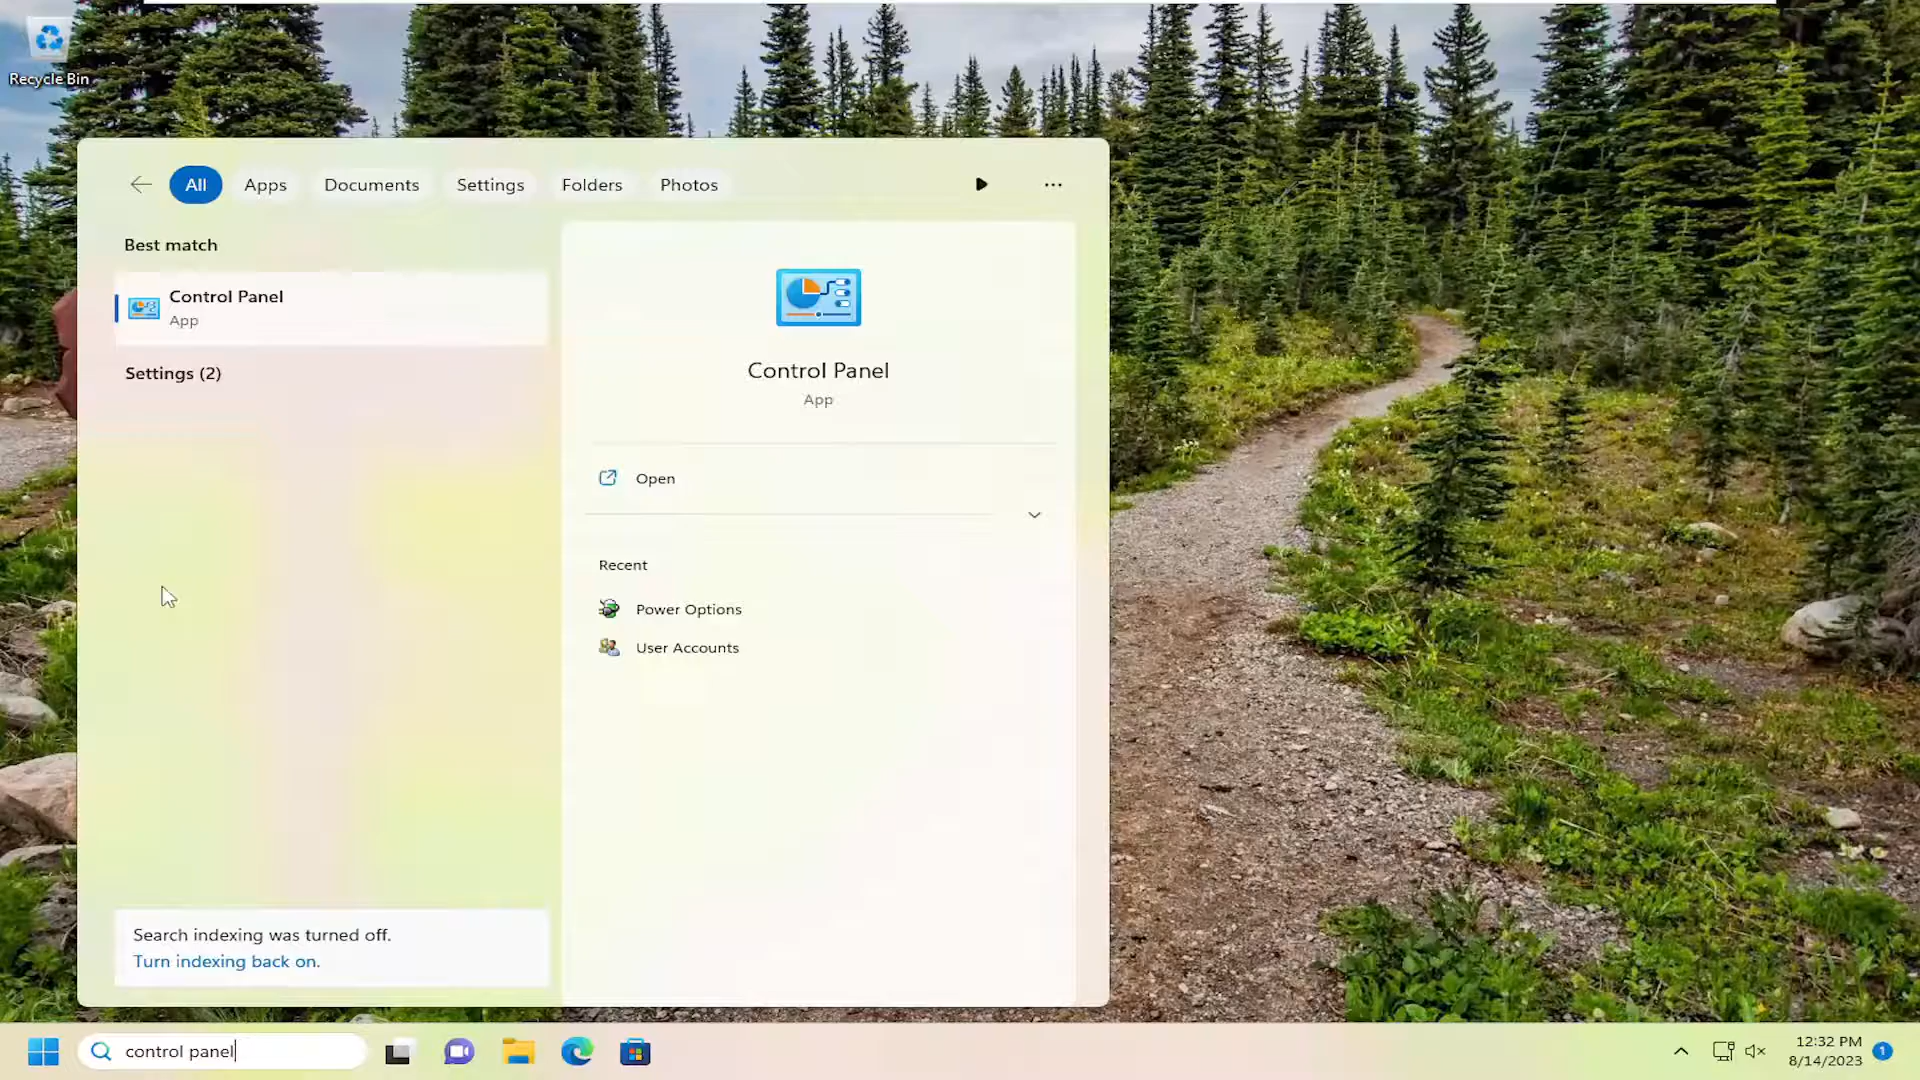 Recycle Bin
All
Apps
Documents
Settings
Folders
Photos
Best match
Control Panel
App
Settings (2)
Control Panel
App
Open
Recent
Power Options
User Accounts
Search indexing was turned off.
Turn indexing back on.
control panel
12:32 PM
8/14/2023
1